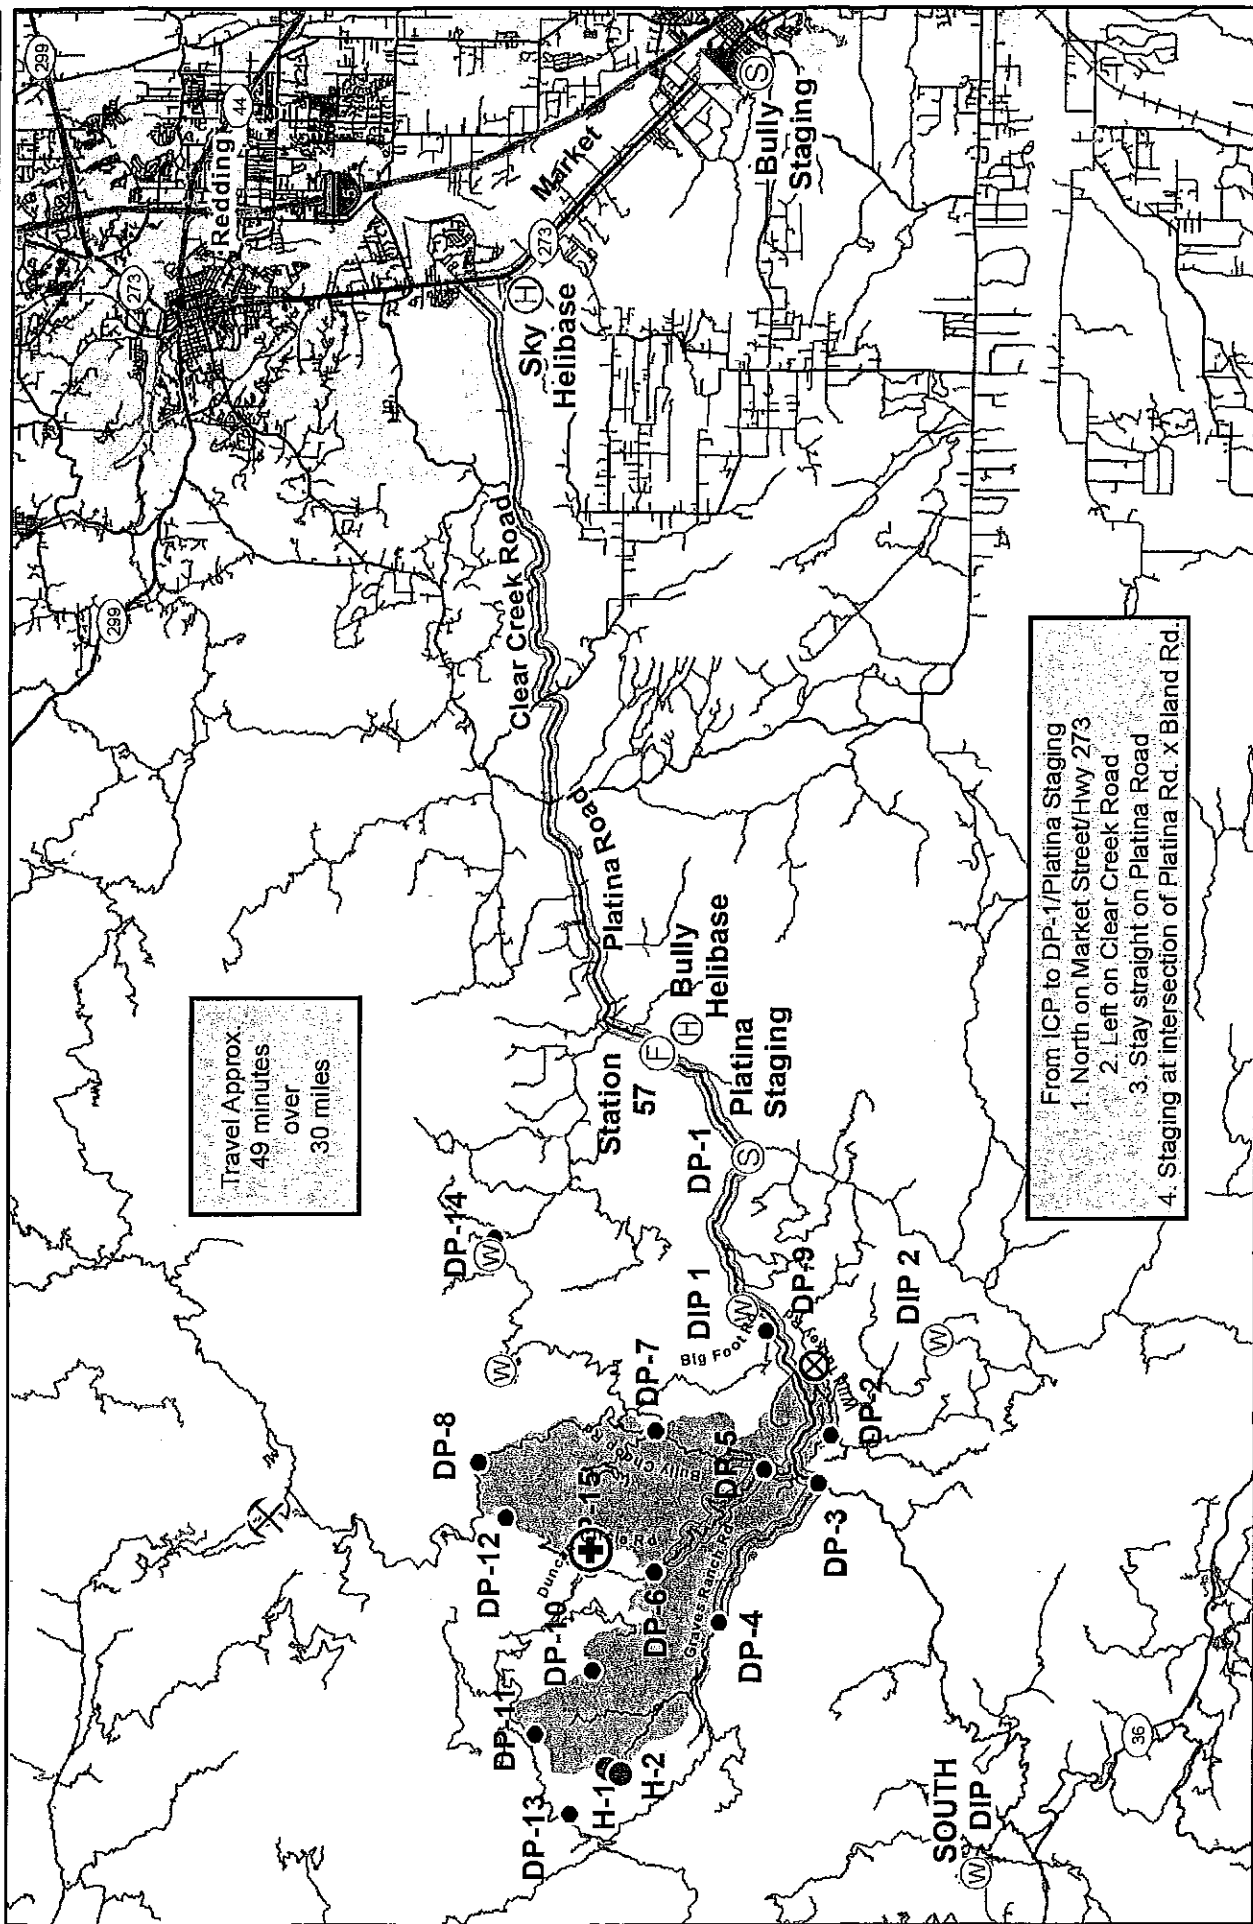 299
44
Redding
273
299
Market
S
Bully
Staging
273
H
Sky
Helibase
Clear Creek Road
Platina Road
Travel Approx.
49 minutes
over
30 miles
Bully
Helibase
H
F
Station
57
Platina
Staging
S
DP-1
DP-14
W
W
DIP 1
W
DP-9
Big Foot Rd
DIP 2
W
DP-2
DP-7
DP-8
DP-5
DP-3
DP-12
DP-6
DP-10
Graves Ranch Rd
DP-4
DP-11
DP-13
H-1
H-2
SOUTH
DIP
W
36
From ICP to DP-1/Platina Staging
1. North on Market Street/Hwy 273
2. Left on Clear Creek Road
3. Stay straight on Platina Road
4. Staging at intersection of Platina Rd. x Bland Rd.